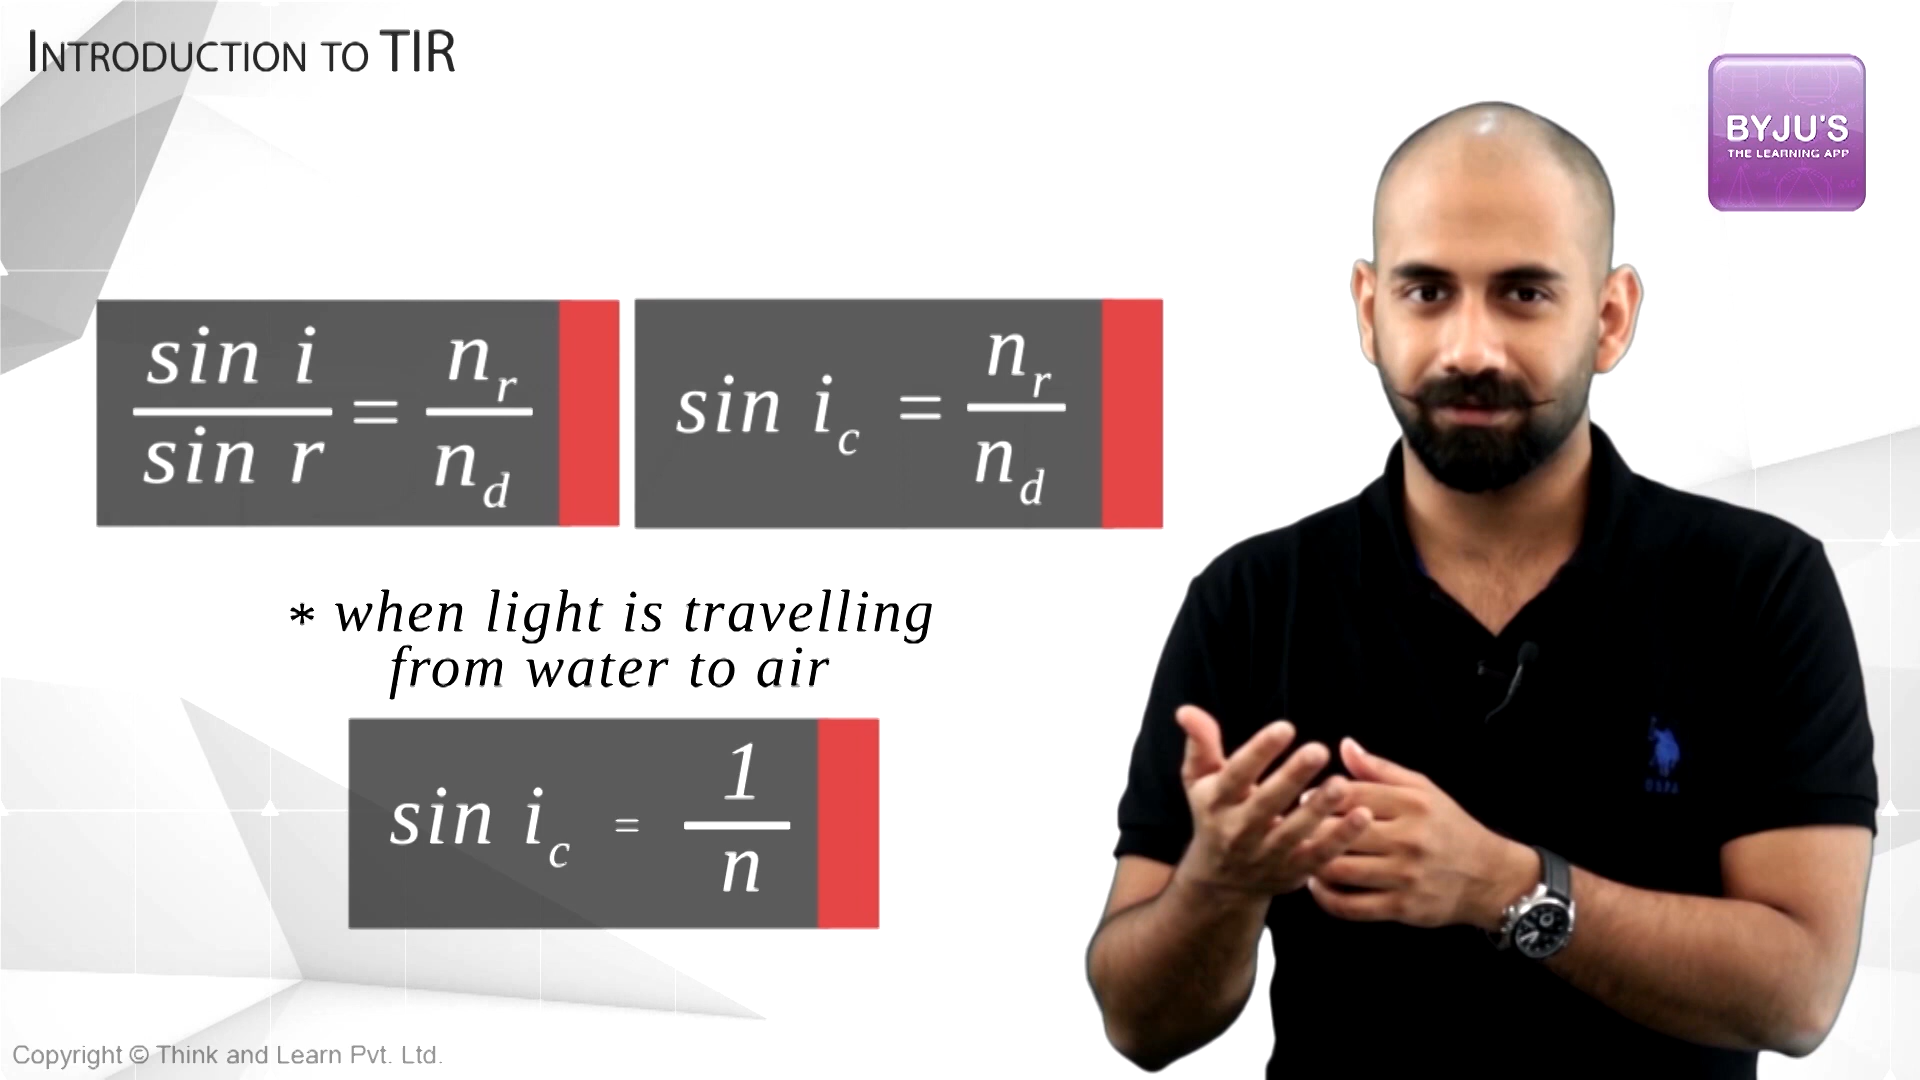 INTRODUCTION TO TIR
BYJU'S
THE LEARNING APP
sin i / sin r = n_r / n_d
sin i_c = n_r / n_d
* when light is travelling
from water to air
sin i_c = 1 / n
Copyright © Think and Learn Pvt. Ltd.